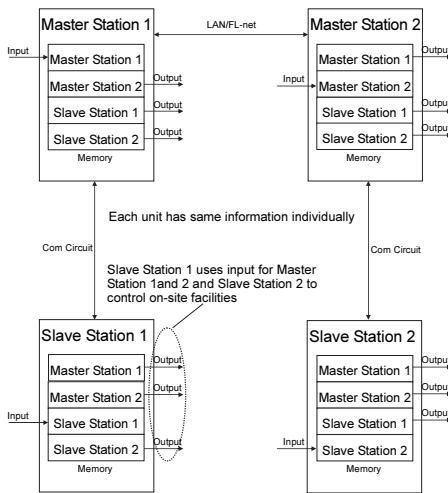 Master Station 1
LAN/FL-net
Master Station 2
Input
Master Station 1
Master Station 2
Output
Slave Station 1
Output
Slave Station 2
Output
Memory
Master Station 1
Output
Input
Master Station 2
Slave Station 1
Output
Slave Station 2
Output
Memory
Each unit has same information individually
Com Circuit
Com Circuit
Slave Station 1 uses input for Master
Station 1and 2 and Slave Station 2 to
control on-site facilities
Slave Station 1
Master Station 1
Output
Master Station 2
Output
Input
Slave Station 1
Slave Station 2
Output
Memory
Slave Station 2
Master Station 1
Output
Master Station 2
Output
Slave Station 1
Output
Input
Slave Station 2
Memory